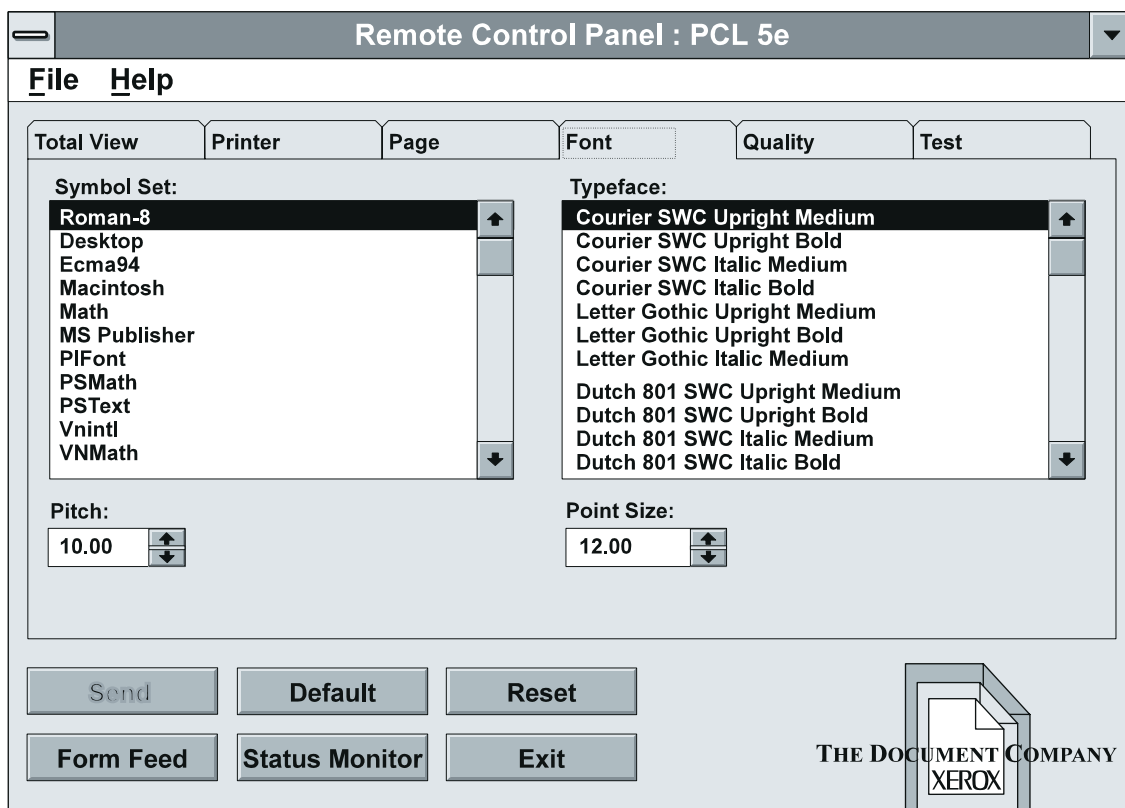 Remote Control Panel : PCL 5e
File Help
Total View Printer Page Font Quality Test
Symbol Set:
Roman-8
Desktop
Ecma94
Macintosh
Math
MS Publisher
PIFont
PSMath
PSText
Vnintl
VNMath
Typeface:
Courier SWC Upright Medium
Courier SWC Upright Bold
Courier SWC Italic Medium
Courier SWC Italic Bold
Letter Gothic Upright Medium
Letter Gothic Upright Bold
Letter Gothic Italic Medium
Dutch 801 SWC Upright Medium
Dutch 801 SWC Upright Bold
Dutch 801 SWC Italic Medium
Dutch 801 SWC Italic Bold
Pitch:
10.00
Point Size:
12.00
Send Default Reset
Form Feed Status Monitor Exit
THE DOCUMENT COMPANY
XEROX